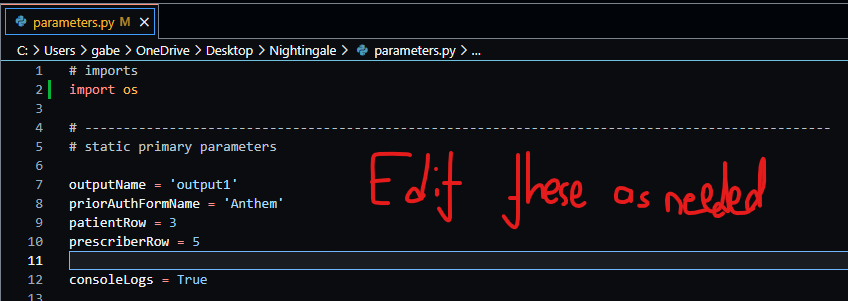 parameters.py M ×
C: > Users > gabe > OneDrive > Desktop > Nightingale > parameters.py > ...
1 # imports
2 import os
3
4 # -------------------------------------------------------------------------------------------------
5 # static primary parameters
6
7 outputName = 'output1'
8 priorAuthFormName = 'Anthem'
9 patientRow = 3
10 prescriberRow = 5
11
12 consoleLogs = True
13
Edit these as needed